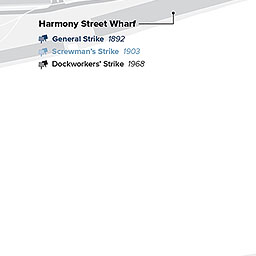 Harmony Street Wharf
General Strike 1892
Screwman's Strike 1903
Dockworkers' Strike 1968